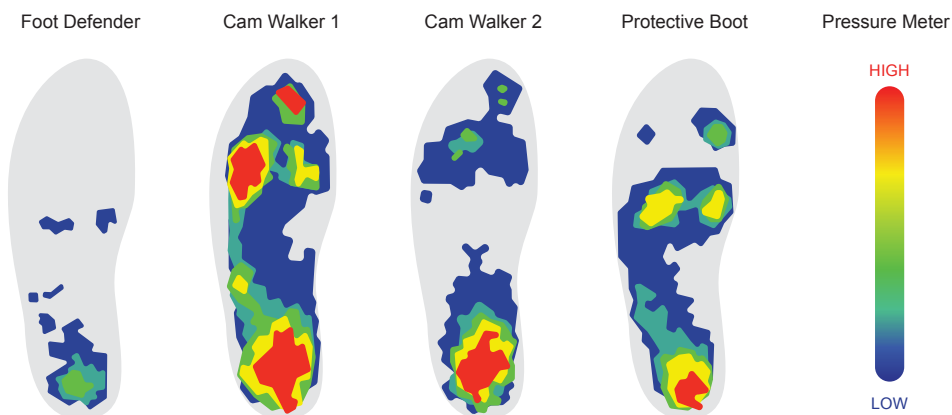 Foot Defender
Cam Walker 1
Cam Walker 2
Protective Boot
Pressure Meter
HIGH
LOW